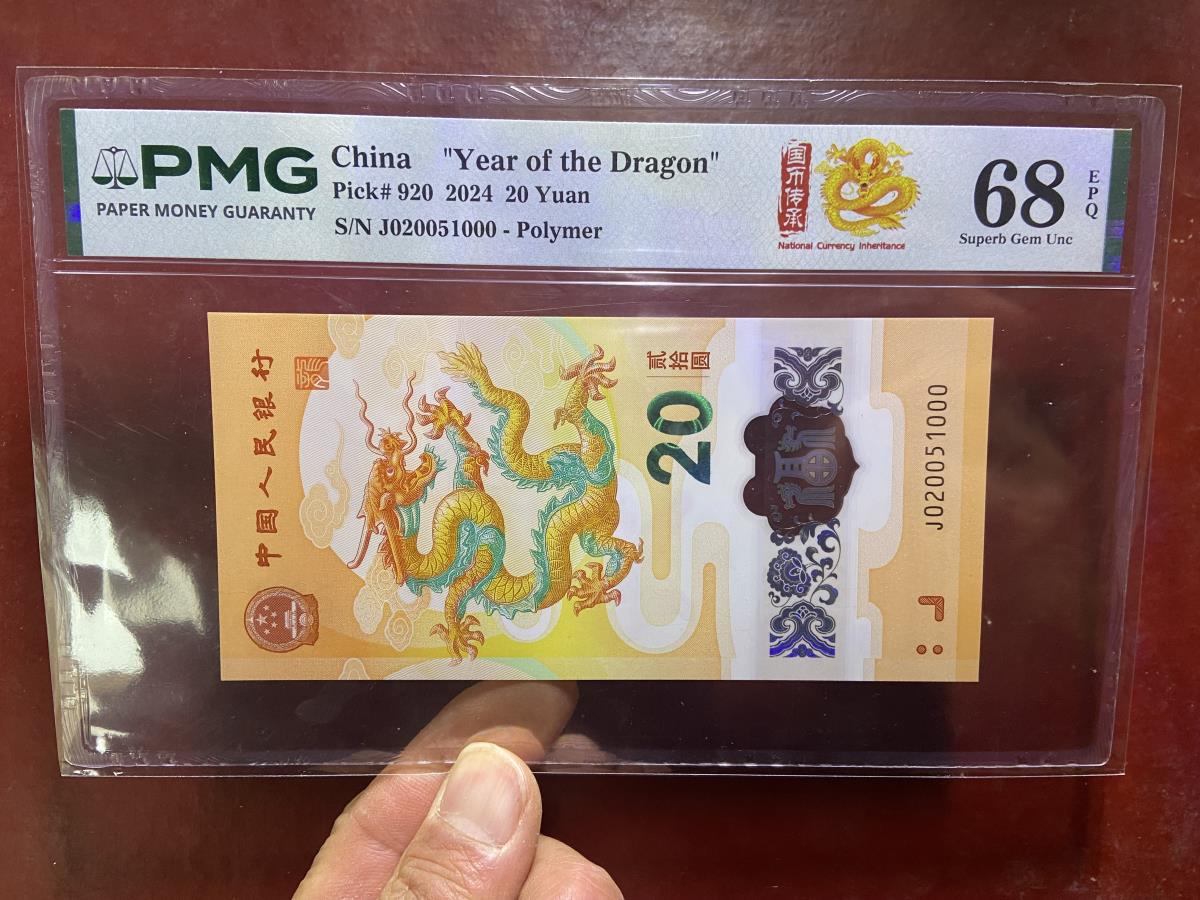 PMG
PAPER MONEY GUARANTY
China "Year of the Dragon"
Pick# 920 2024 20 Yuan
S/N J020051000 - Polymer
国币传承
National Currency Inheritance
68
EPQ
Superb Gem Unc
中国人民银行
贰拾圆
20
J020051000